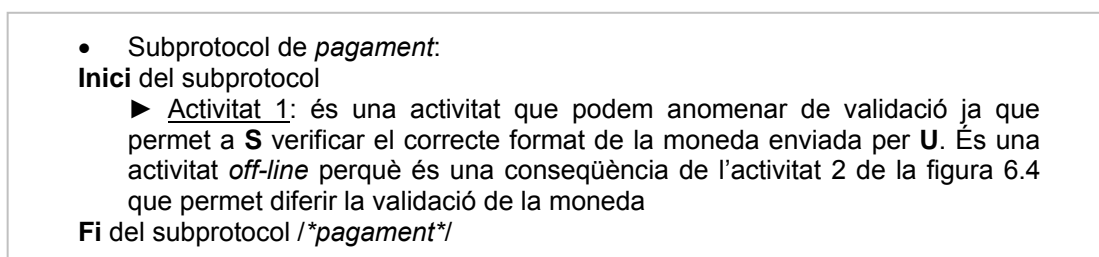 • Subprotocol de pagament:
Inici del subprotocol
► Activitat 1: és una activitat que podem anomenar de validació ja que
permet a S verificar el correcte format de la moneda enviada per U. És una
activitat off-line perquè és una conseqüència de l’activitat 2 de la figura 6.4
que permet diferir la validació de la moneda
Fi del subprotocol /*pagament*/